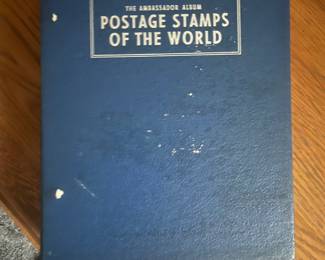 THE AMBASSADOR ALBUM
POSTAGE STAMPS
OF THE WORLD